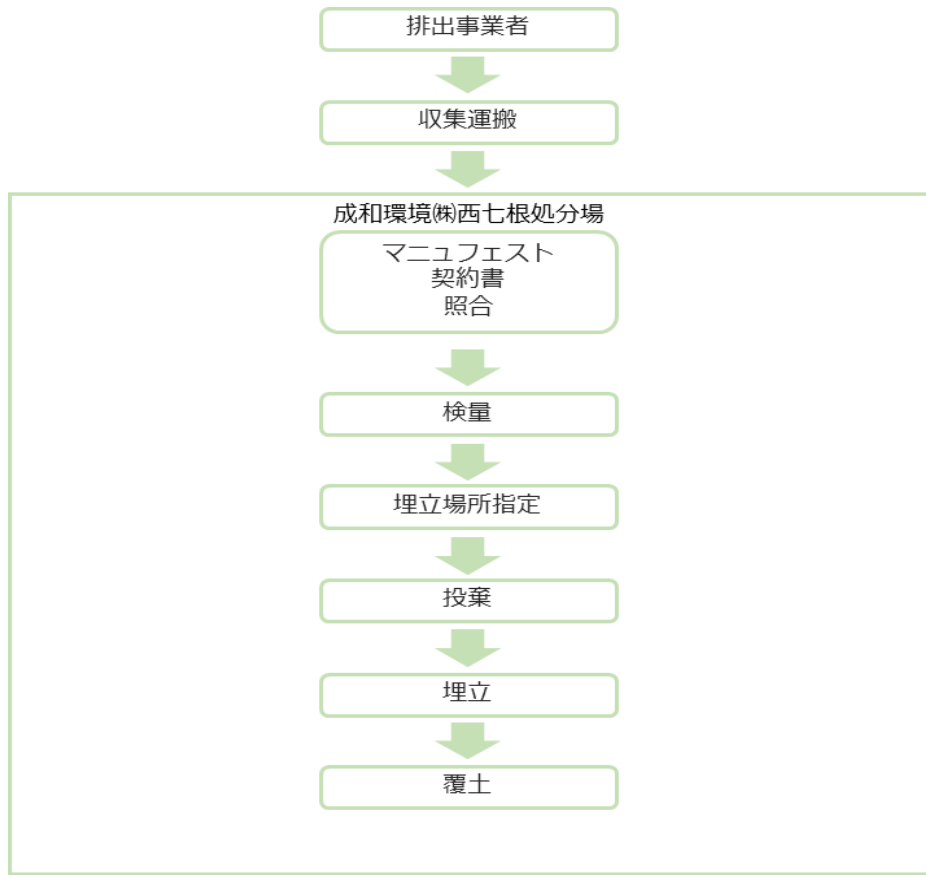 排出事業者
収集運搬
成和環境㈱西七根処分場
マニュフェスト
契約書
照合
検量
埋立場所指定
投棄
埋立
覆土